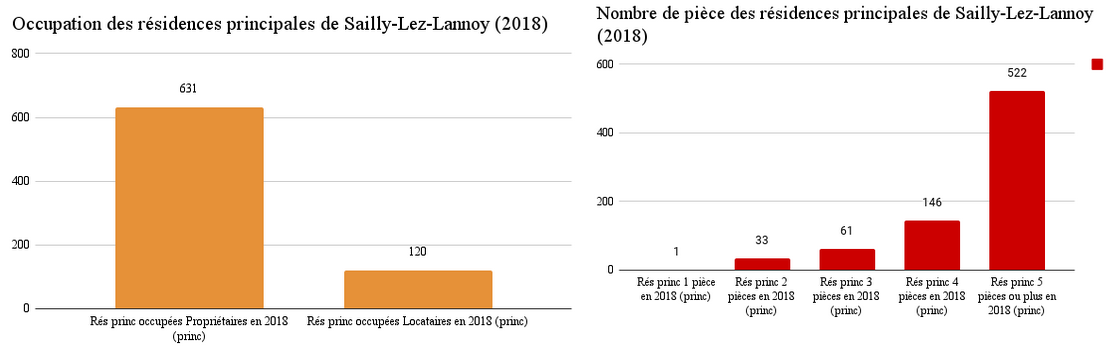 Occupation des résidences principales de Sailly-Lez-Lannoy (2018)
800
600
400
200
0
631
120
Rés princ occupées Propriétaires en 2018
(princ)
Rés princ occupées Locataires en 2018 (princ)
Nombre de pièce des résidences principales de Sailly-Lez-Lannoy
(2018)
600
400
200
0
1
33
61
146
522
Rés princ 1 pièce
en 2018 (princ)
Rés princ 2
pièces en 2018
(princ)
Rés princ 3
pièces en 2018
(princ)
Rés princ 4
pièces en 2018
(princ)
Rés princ 5
pièces ou plus en
2018 (princ)